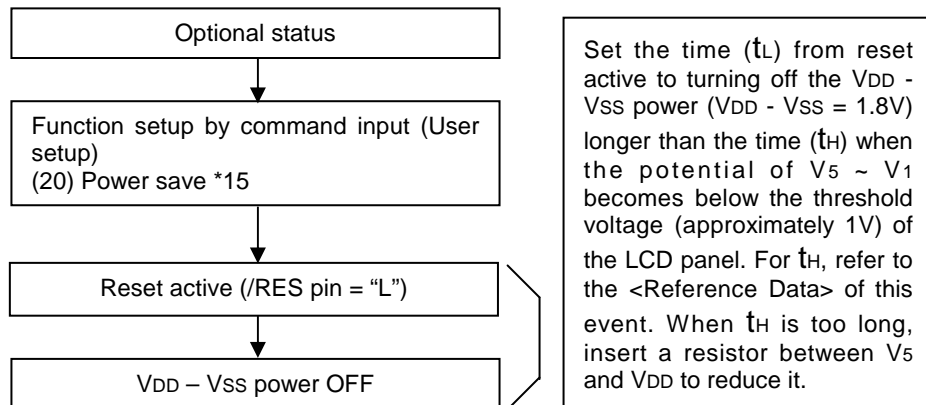 Optional status
Function setup by command input (User
setup)
(20) Power save *15
Reset active (/RES pin = “L”)
VDD – VSS power OFF
Set the time (tL) from reset
active to turning off the VDD -
VSS power (VDD - VSS = 1.8V)
longer than the time (tH) when
the potential of V5 ~ V1
becomes below the threshold
voltage (approximately 1V) of
the LCD panel. For tH, refer to
the <Reference Data> of this
event. When tH is too long,
insert a resistor between V5
and VDD to reduce it.